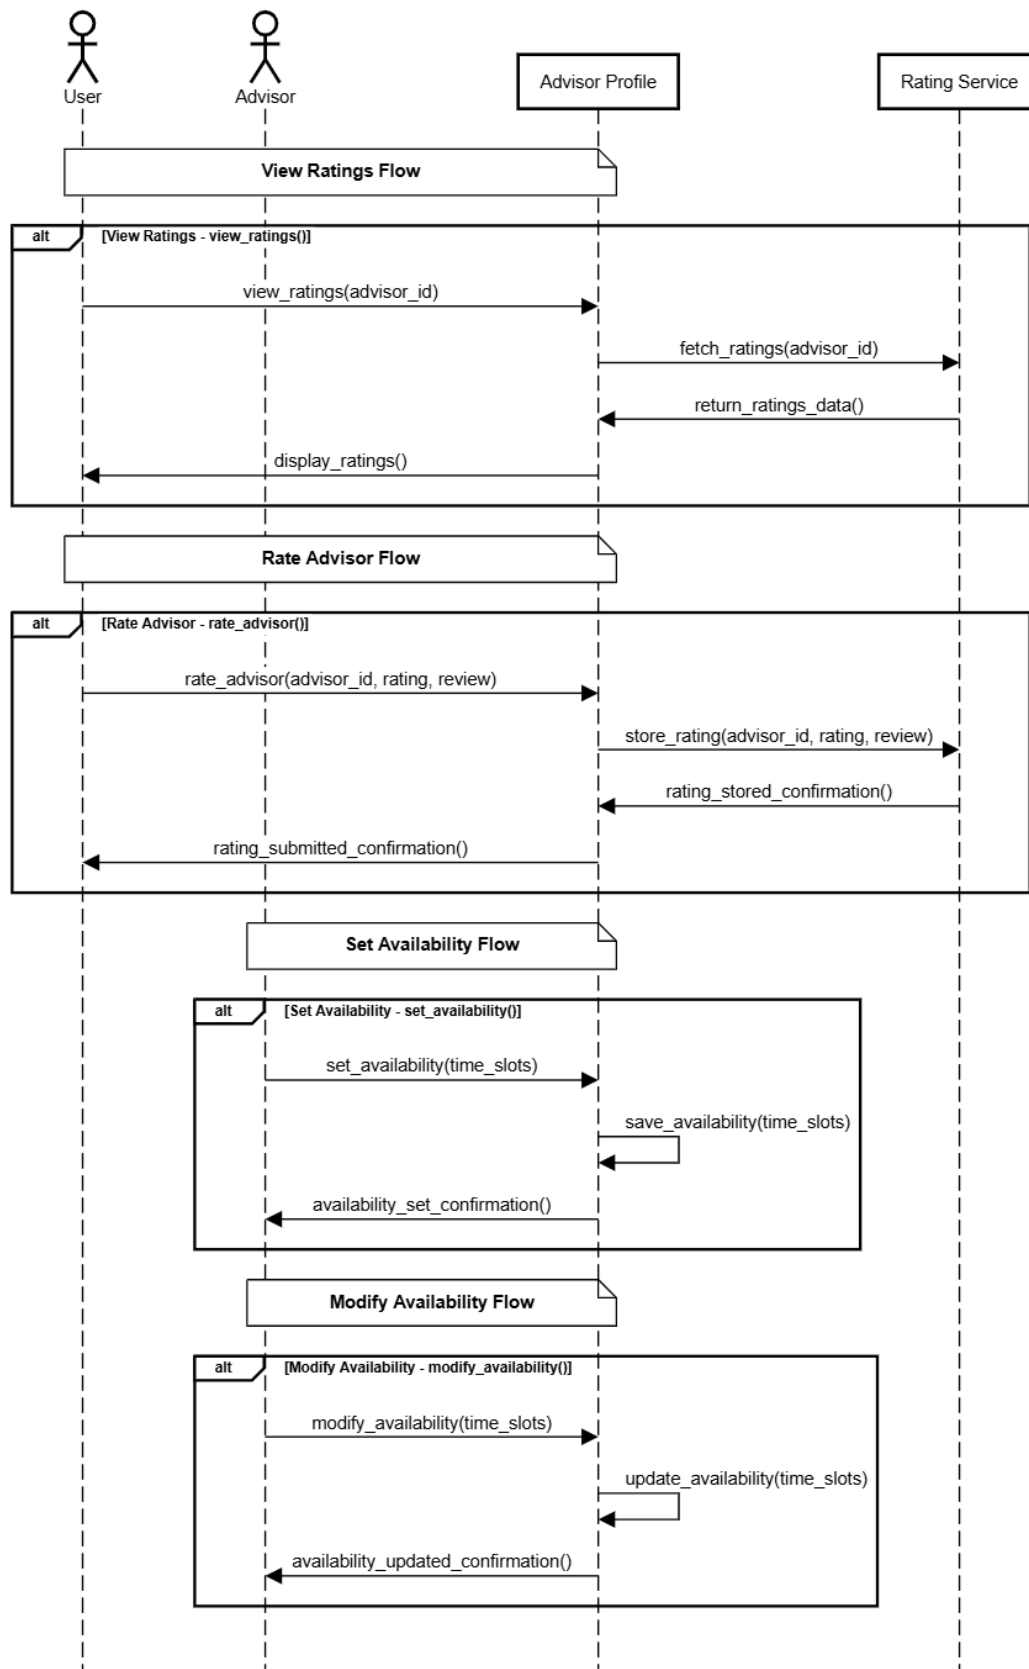 User
Advisor
Advisor Profile
Rating Service
View Ratings Flow
alt
[View Ratings - view_ratings()]
view_ratings(advisor_id)
fetch_ratings(advisor_id)
return_ratings_data()
display_ratings()
Rate Advisor Flow
alt
[Rate Advisor - rate_advisor()]
rate_advisor(advisor_id, rating, review)
store_rating(advisor_id, rating, review)
rating_stored_confirmation()
rating_submitted_confirmation()
Set Availability Flow
alt
[Set Availability - set_availability()]
set_availability(time_slots)
save_availability(time_slots)
availability_set_confirmation()
Modify Availability Flow
alt
[Modify Availability - modify_availability()]
modify_availability(time_slots)
update_availability(time_slots)
availability_updated_confirmation()